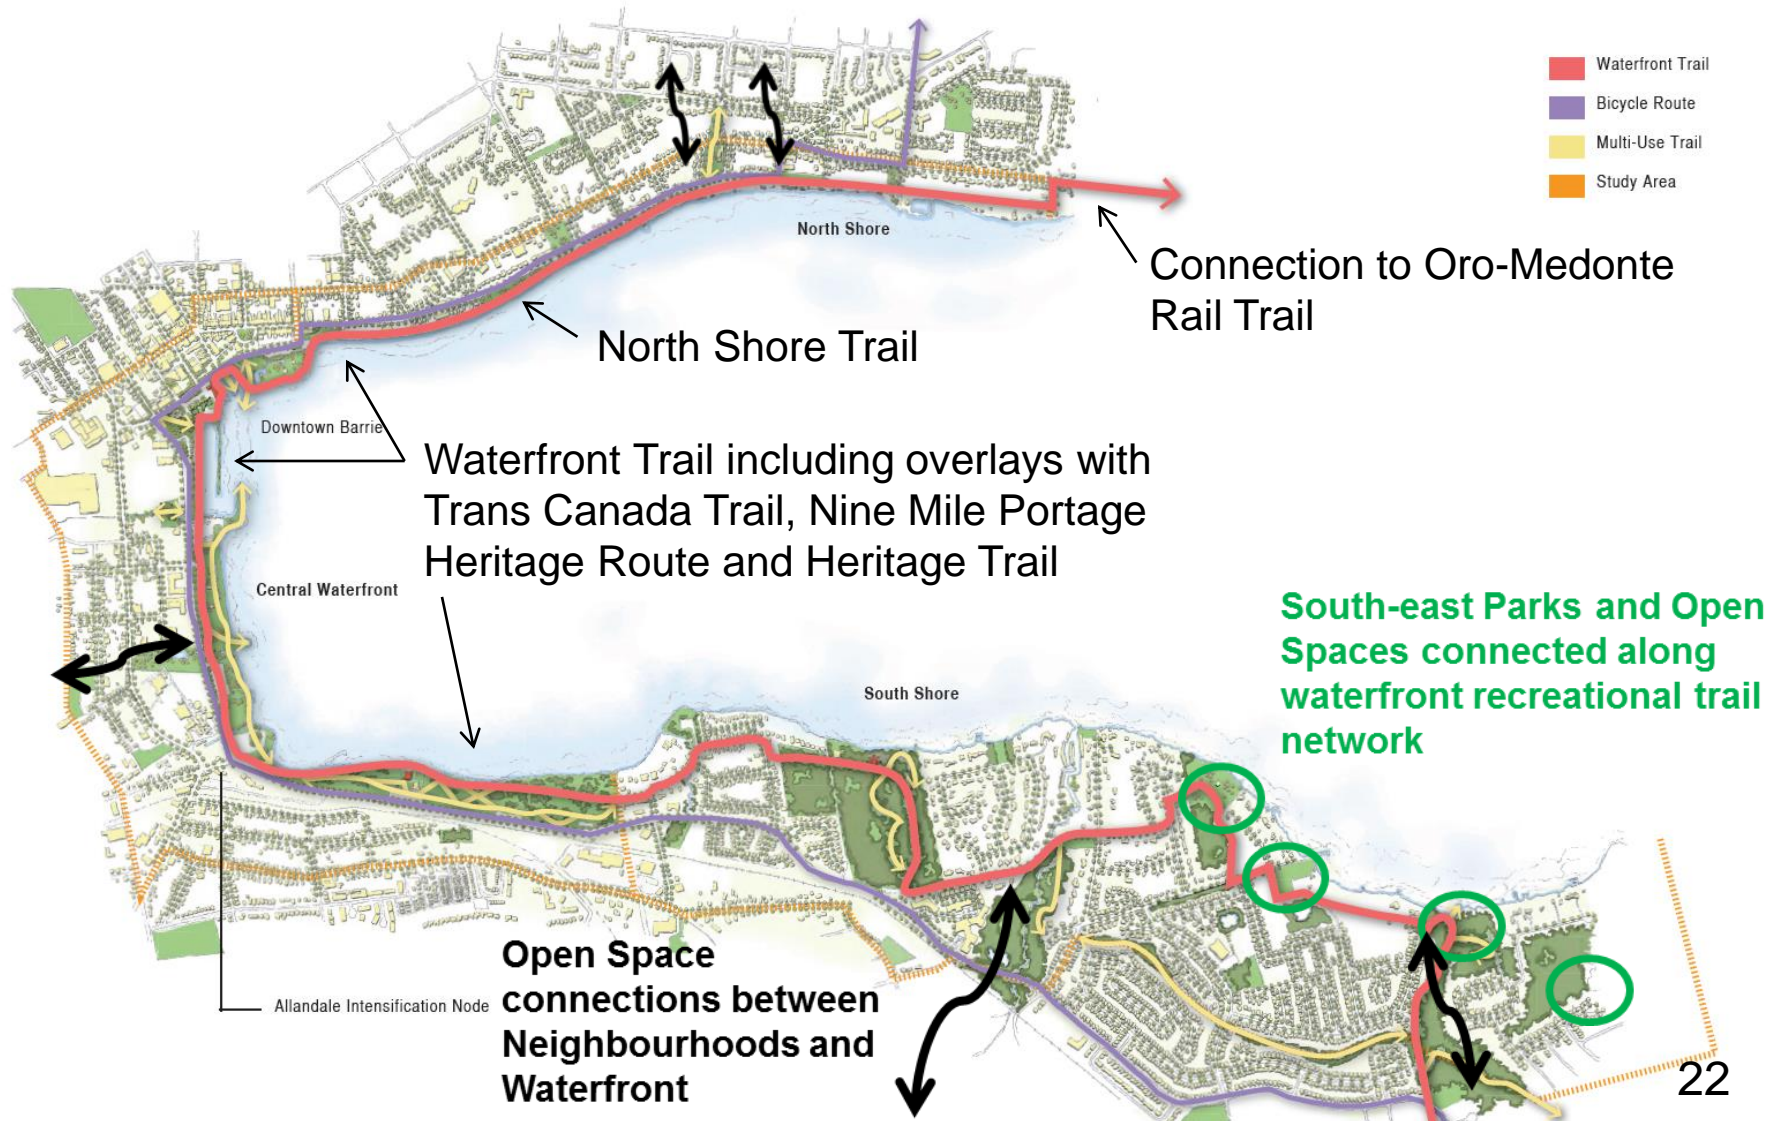 Waterfront Trail
Bicycle Route
Multi-Use Trail
Study Area
North Shore
Connection to Oro-Medonte
Rail Trail
North Shore Trail
Downtown Barrie
Waterfront Trail including overlays with
Trans Canada Trail, Nine Mile Portage
Heritage Route and Heritage Trail
Central Waterfront
South-east Parks and Open
Spaces connected along
waterfront recreational trail
network
South Shore
Open Space
connections between
Neighbourhoods and
Waterfront
Allandale Intensification Node
22